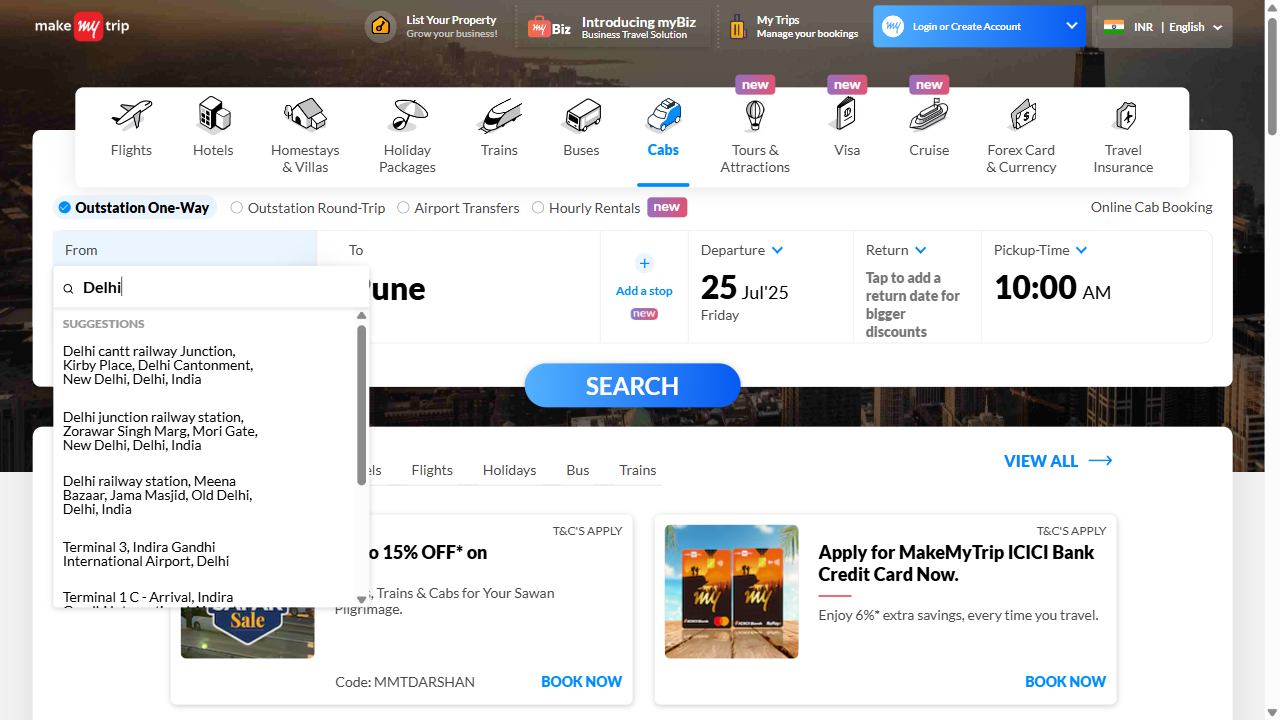 make my trip
List Your Property
Grow your business!
my Biz
Introducing myBiz
Business Travel Solution
My Trips
Manage your bookings
my
Login or Create Account
INR | English
new
new
new
Flights
Hotels
Homestays
& Villas
Holiday
Packages
Trains
Buses
Cabs
Tours &
Attractions
Visa
Cruise
Forex Card
& Currency
Travel
Insurance
Outstation One-Way
Outstation Round-Trip
Airport Transfers
Hourly Rentals
new
Online Cab Booking
From
To
Pune
Add a stop
new
Departure
25 Jul'25
Friday
Return
Tap to add a
return date for
bigger
discounts
Pickup-Time
10:00 AM
Delhi
SUGGESTIONS
Delhi cantt railway Junction,
Kirby Place, Delhi Cantonment,
New Delhi, Delhi, India
Delhi junction railway station,
Zorawar Singh Marg, Mori Gate,
New Delhi, Delhi, India
Delhi railway station, Meena
Bazaar, Jama Masjid, Old Delhi,
Delhi, India
Terminal 3, Indira Gandhi
International Airport, Delhi
Terminal 1 C - Arrival, Indira
SEARCH
Flights
Holidays
Bus
Trains
VIEW ALL
T&C'S APPLY
15% OFF* on
Trains & Cabs for Your Sawan
Pilgrimage.
Sale
Code: MMTDARSHAN
BOOK NOW
T&C'S APPLY
Apply for MakeMyTrip ICICI Bank
Credit Card Now.
Enjoy 6%* extra savings, every time you travel.
my
my
BOOK NOW